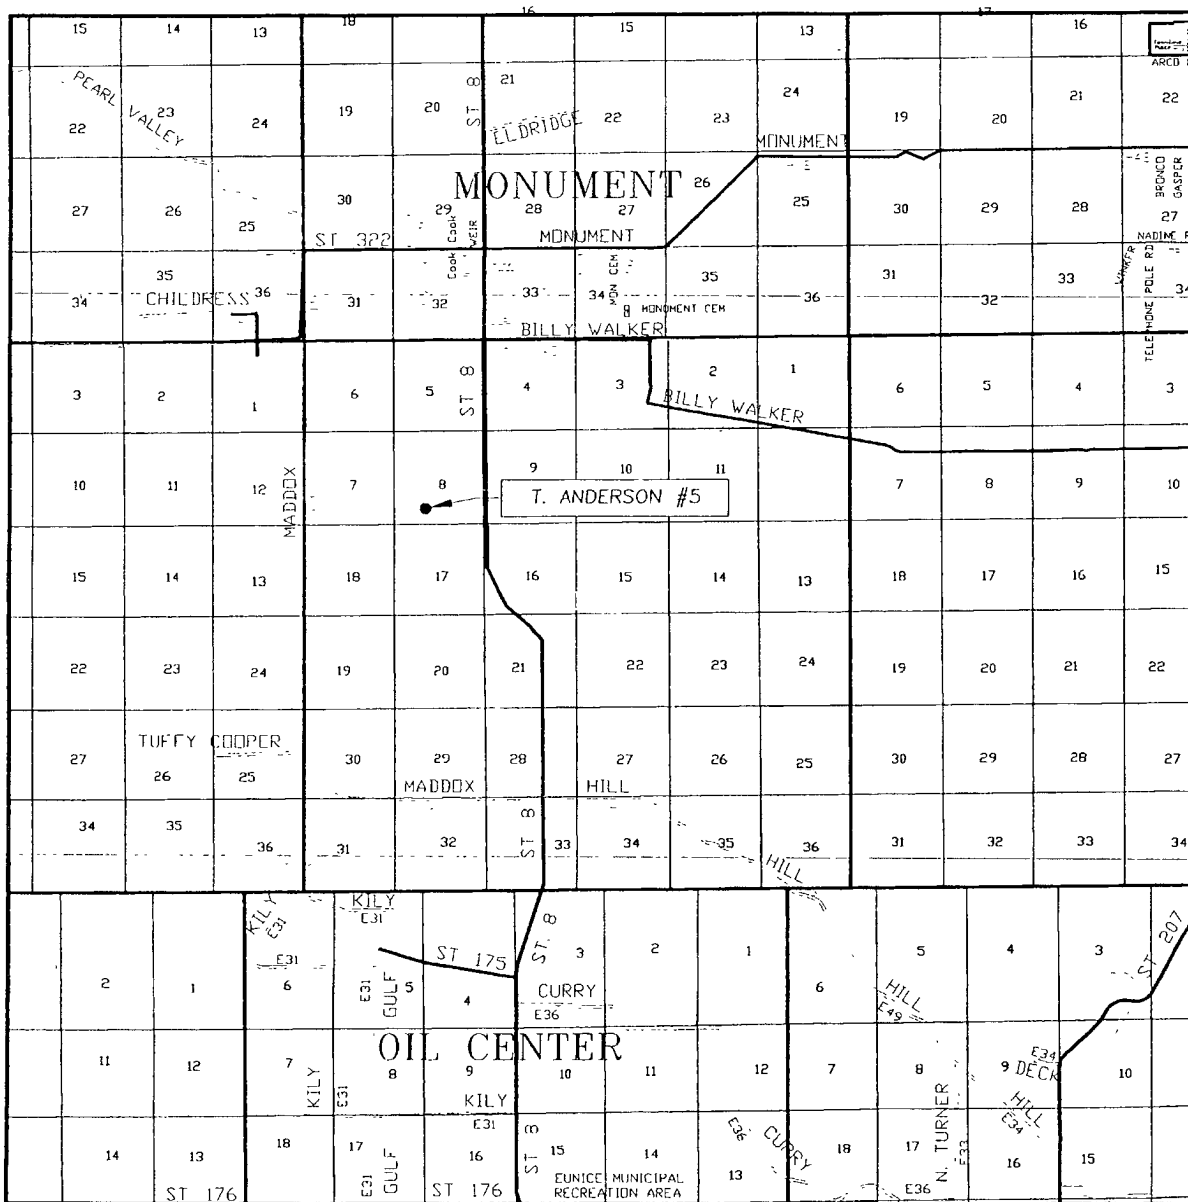 16 17
15 14 13 18 15 13 16
ARCO
PEARL VALLEY
22 23 24 19 20 ST 8 21 22 23 24 19 20 21 22
ELDRIDGE
MONUMENT
MONUMENT
27 26 25 30 29 28 27 26 25 30 29 28 27
Cook Cook WEIR
BRONCO
GASPER
ST 322
MONUMENT
NADINE
34 35 36 31 32 33 34 35 36 31 32 33 34
CHILDRESS
MON CEM
MONUMENT CEM
WINKER
TELEPHONE POLE RD
BILLY WALKER
3 2 1 6 5 ST 8 4 3 2 1 6 5 4 3
BILLY WALKER
10 11 12 MADDOX 7 8 9 10 11 7 8 9 10
T. ANDERSON #5
15 14 13 18 17 16 15 14 13 18 17 16 15
22 23 24 19 20 21 22 23 24 19 20 21 22
TUFFY COOPER
27 26 25 30 29 28 27 26 25 30 29 28 27
MADDOX HILL
34 35 36 31 32 ST 8 33 34 35 36 31 32 33 34
HILL
KILY E31
KILY E31
E31
ST 175
ST. 8
2 1 6 5 4 3 2 1 6 5 4 3
E31 GULF
CURRY
E36
HILL
E49
ST 207
OIL CENTER
11 12 7 8 9 10 11 12 7 8 9 10
KILY E31
KILY
E31
E34
DECK
HILL
E34
N. TURNER
E33
E36 CURRY
14 13 18 17 16 15 14 13 18 17 16 15
E31 GULF
ST 8
ST 176
ST 176
EUNICE MUNICIPAL
RECREATION AREA
E36